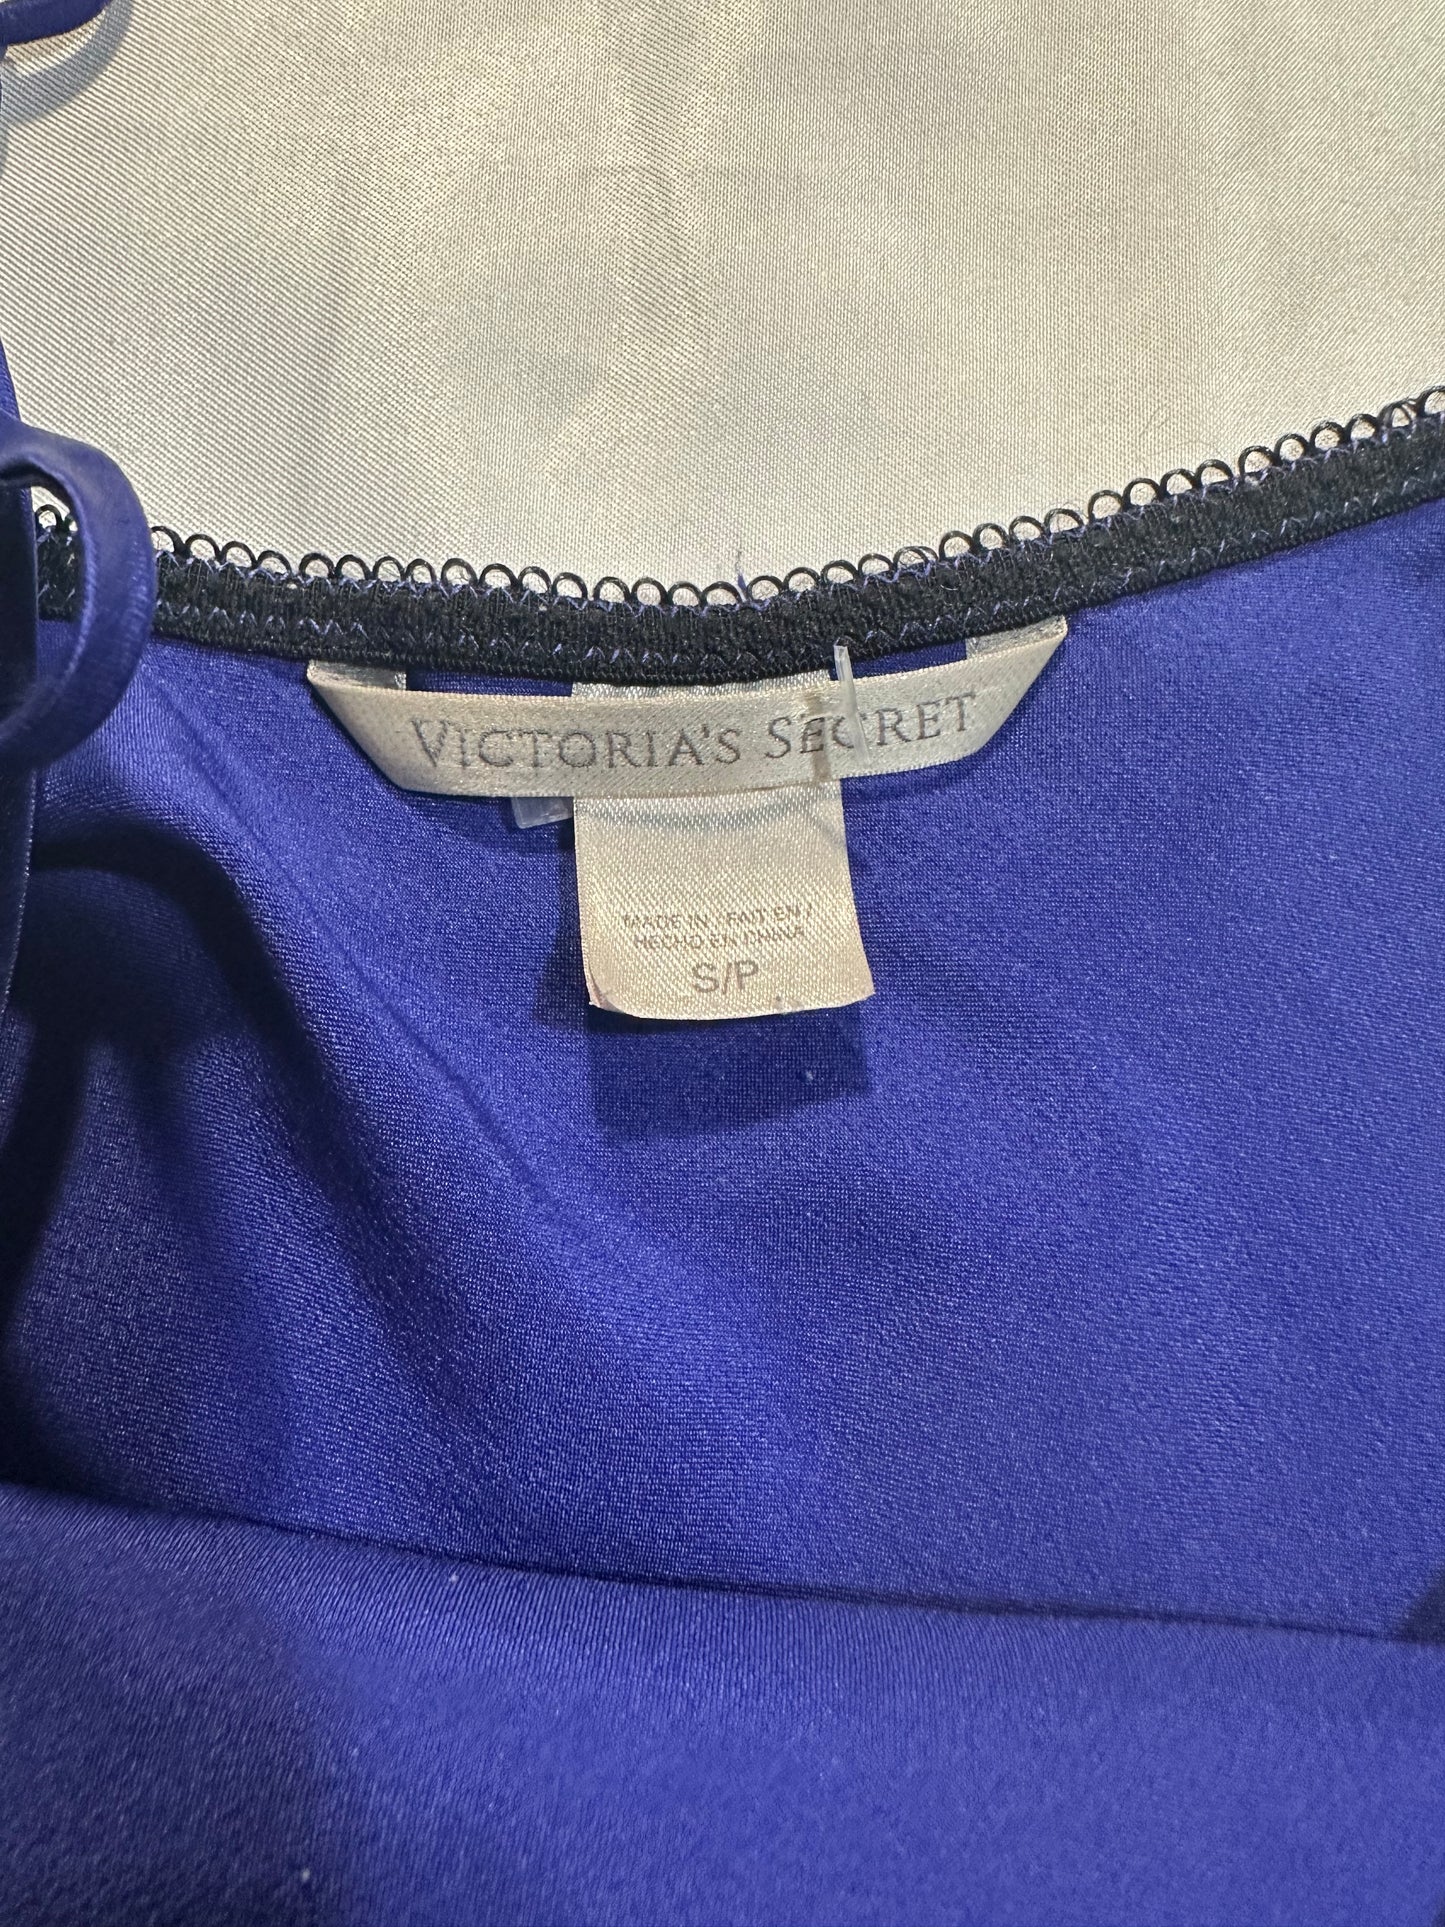 VICTORIA'S SECRET
MADE IN / FAIT EN /
HECHO EN CHINA
S/P